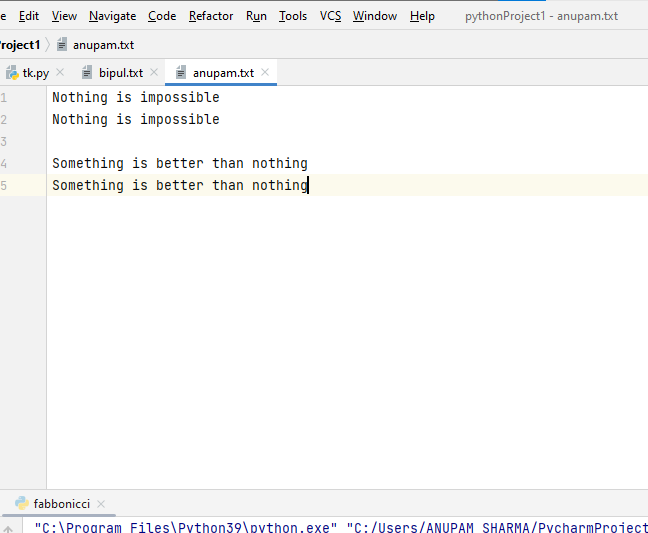 e Edit View Navigate Code Refactor Run Tools VCS Window Help pythonProject1 - anupam.txt
roject1 anupam.txt
tk.py bipul.txt anupam.txt
1 Nothing is impossible
2 Nothing is impossible
3
4 Something is better than nothing
5 Something is better than nothing
fabbonicci
"C:\Program Files\Python39\python.exe" "C:/Users/ANUPAM SHARMA/PycharmProject